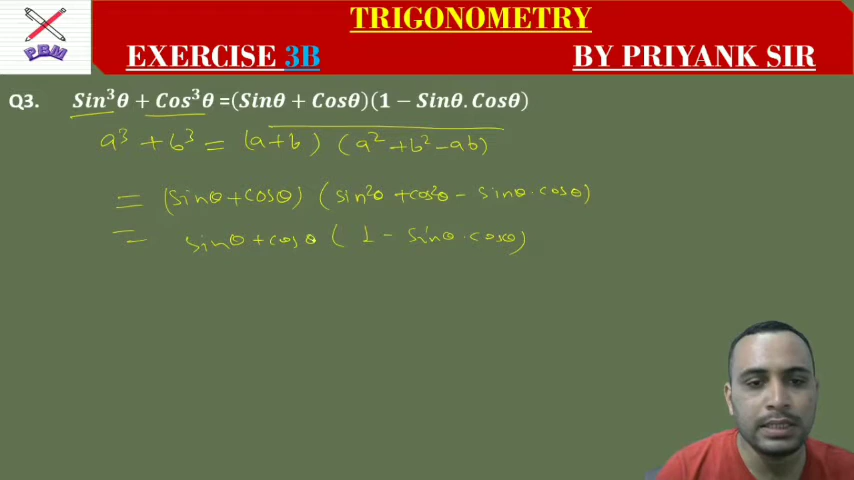 TRIGONOMETRY
PBM
EXERCISE 3B
BY PRIYANK SIR
Q3. Sin³θ + Cos³θ =(Sinθ + Cosθ)(1 − Sinθ.Cosθ)
a³ + b³ = (a+b) (a² + b² − ab)
= (sinθ + cosθ) (sin²θ + cos²θ − sinθ·cosθ)
= sinθ + cosθ ( 1 − sinθ·cosθ)